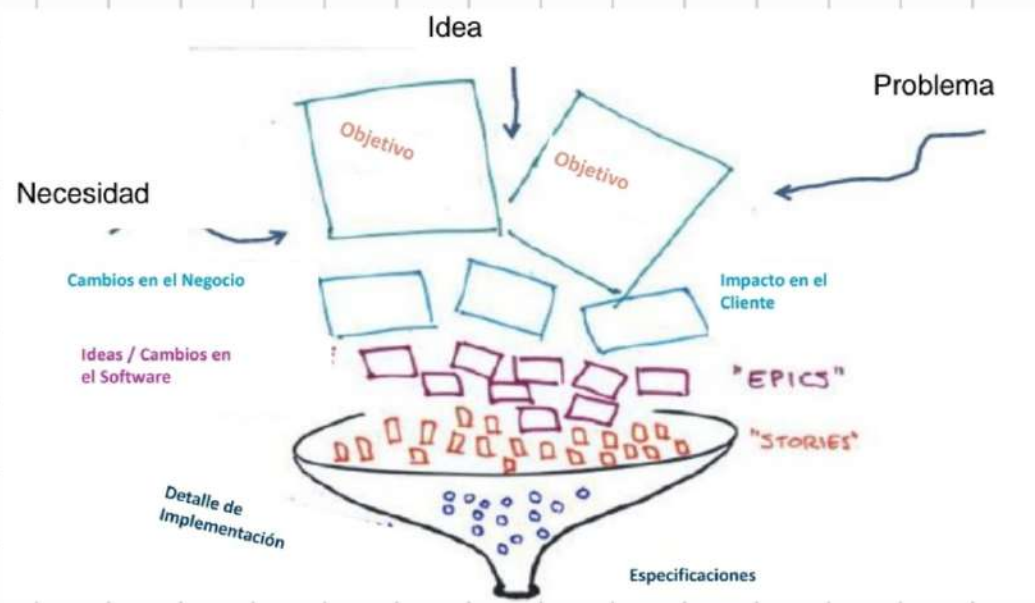 Idea
Problema
Objetivo
Objetivo
Necesidad
Cambios en el Negocio
Impacto en el
Cliente
Ideas / Cambios en
el Software
"EPICS"
"STORIES"
Detalle de
Implementación
Especificaciones